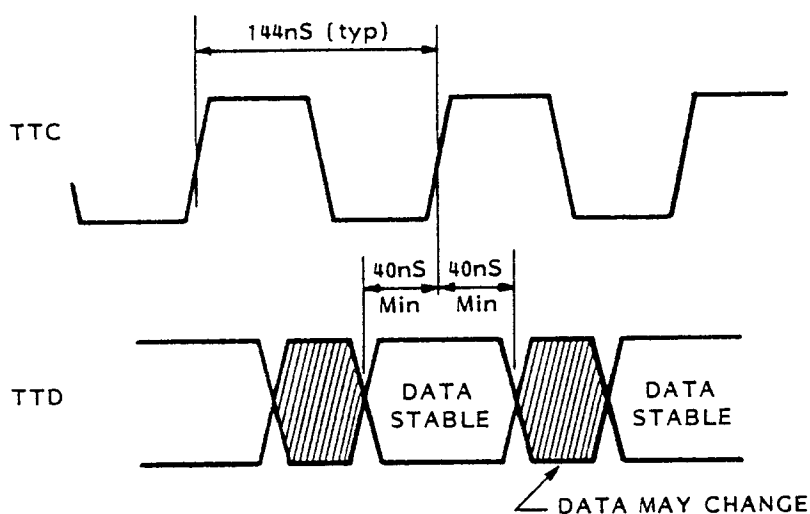 144nS (typ)
TTC
40nS 40nS
Min Min
TTD
DATA STABLE
DATA STABLE
DATA MAY CHANGE